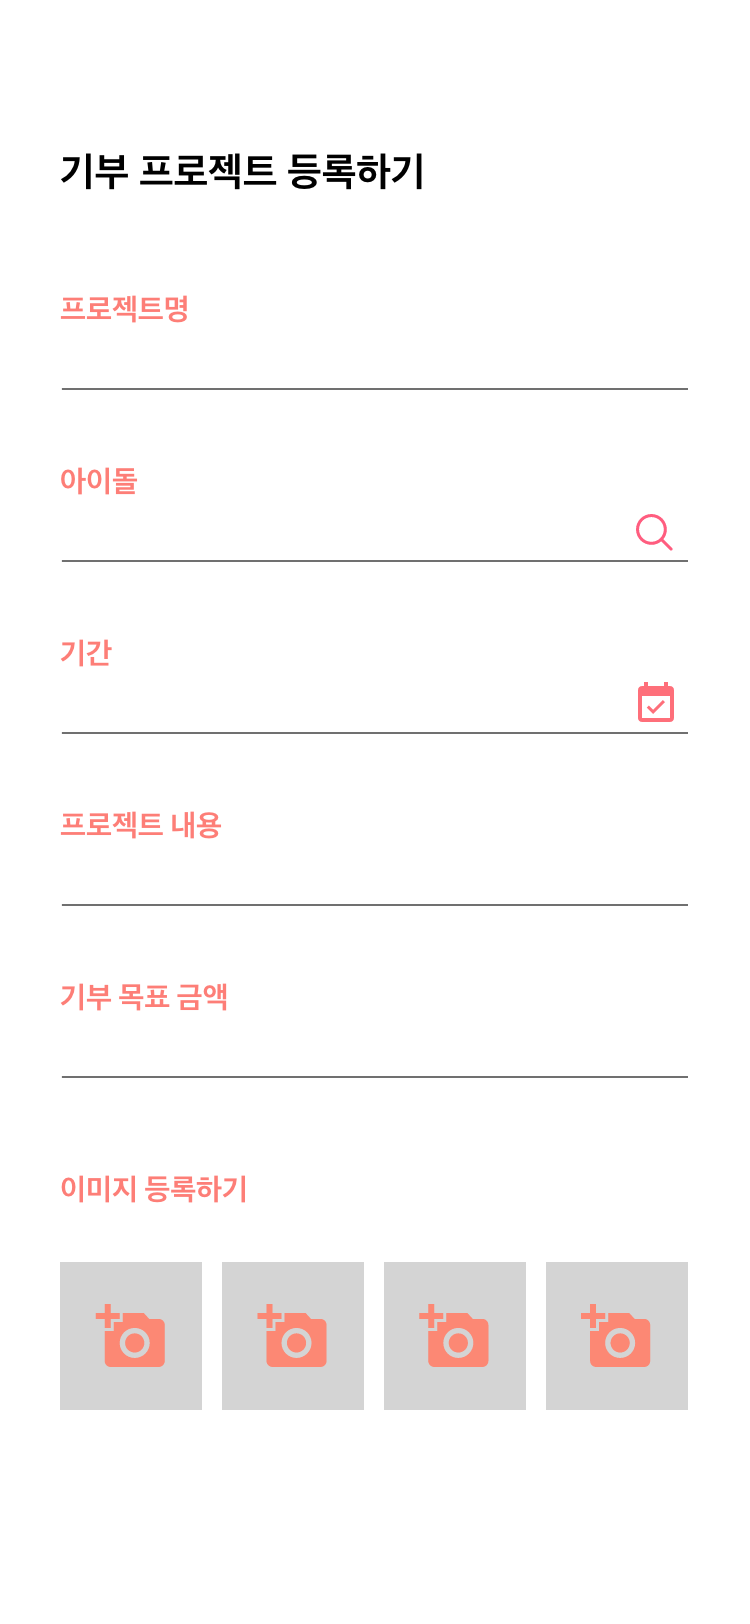 기부 프로젝트 등록하기
프로젝트명
아이돌
기간
프로젝트 내용
기부 목표 금액
이미지 등록하기